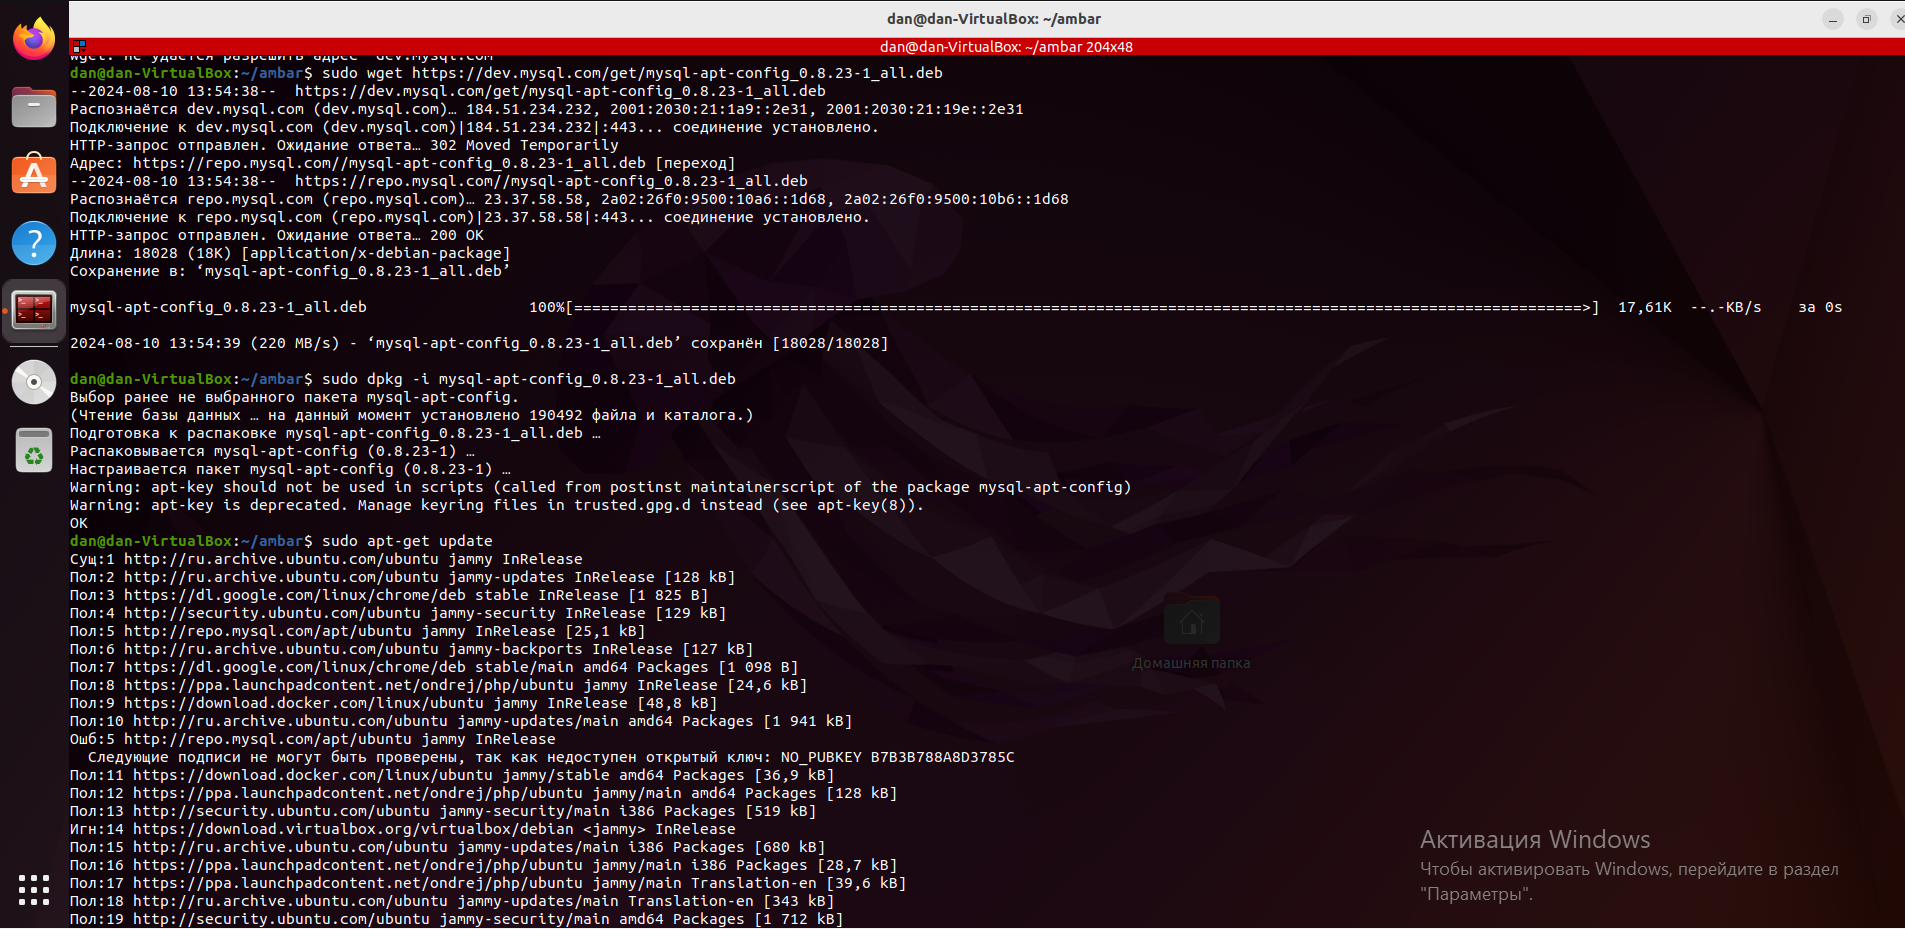 dan@dan-VirtualBox: ~/ambar
dan@dan-VirtualBox: ~/ambar 204x48
wget: не удаётся разрешить адрес dev.mysql.com
dan@dan-VirtualBox:~/ambar$ sudo wget https://dev.mysql.com/get/mysql-apt-config_0.8.23-1_all.deb
--2024-08-10 13:54:38--  https://dev.mysql.com/get/mysql-apt-config_0.8.23-1_all.deb
Распознаётся dev.mysql.com (dev.mysql.com)… 184.51.234.232, 2001:2030:21:1a9::2e31, 2001:2030:21:19e::2e31
Подключение к dev.mysql.com (dev.mysql.com)|184.51.234.232|:443... соединение установлено.
HTTP-запрос отправлен. Ожидание ответа… 302 Moved Temporarily
Адрес: https://repo.mysql.com//mysql-apt-config_0.8.23-1_all.deb [переход]
--2024-08-10 13:54:38--  https://repo.mysql.com//mysql-apt-config_0.8.23-1_all.deb
Распознаётся repo.mysql.com (repo.mysql.com)… 23.37.58.58, 2a02:26f0:9500:10a6::1d68, 2a02:26f0:9500:10b6::1d68
Подключение к repo.mysql.com (repo.mysql.com)|23.37.58.58|:443... соединение установлено.
HTTP-запрос отправлен. Ожидание ответа… 200 OK
Длина: 18028 (18K) [application/x-debian-package]
Сохранение в: ‘mysql-apt-config_0.8.23-1_all.deb’
mysql-apt-config_0.8.23-1_all.deb 100%[================================================================================================================>] 17,61K --.-KB/s за 0s
2024-08-10 13:54:39 (220 MB/s) - ‘mysql-apt-config_0.8.23-1_all.deb’ сохранён [18028/18028]
dan@dan-VirtualBox:~/ambar$ sudo dpkg -i mysql-apt-config_0.8.23-1_all.deb
Выбор ранее не выбранного пакета mysql-apt-config.
(Чтение базы данных … на данный момент установлено 190492 файла и каталога.)
Подготовка к распаковке mysql-apt-config_0.8.23-1_all.deb …
Распаковывается mysql-apt-config (0.8.23-1) …
Настраивается пакет mysql-apt-config (0.8.23-1) …
Warning: apt-key should not be used in scripts (called from postinst maintainerscript of the package mysql-apt-config)
Warning: apt-key is deprecated. Manage keyring files in trusted.gpg.d instead (see apt-key(8)).
OK
dan@dan-VirtualBox:~/ambar$ sudo apt-get update
Сущ:1 http://ru.archive.ubuntu.com/ubuntu jammy InRelease
Пол:2 http://ru.archive.ubuntu.com/ubuntu jammy-updates InRelease [128 kB]
Пол:3 https://dl.google.com/linux/chrome/deb stable InRelease [1 825 B]
Пол:4 http://security.ubuntu.com/ubuntu jammy-security InRelease [129 kB]
Пол:5 http://repo.mysql.com/apt/ubuntu jammy InRelease [25,1 kB]
Пол:6 http://ru.archive.ubuntu.com/ubuntu jammy-backports InRelease [127 kB]
Пол:7 https://dl.google.com/linux/chrome/deb stable/main amd64 Packages [1 098 B]
Пол:8 https://ppa.launchpadcontent.net/ondrej/php/ubuntu jammy InRelease [24,6 kB]
Пол:9 https://download.docker.com/linux/ubuntu jammy InRelease [48,8 kB]
Пол:10 http://ru.archive.ubuntu.com/ubuntu jammy-updates/main amd64 Packages [1 941 kB]
Ошб:5 http://repo.mysql.com/apt/ubuntu jammy InRelease
Следующие подписи не могут быть проверены, так как недоступен открытый ключ: NO_PUBKEY B7B3B788A8D3785C
Пол:11 https://download.docker.com/linux/ubuntu jammy/stable amd64 Packages [36,9 kB]
Пол:12 https://ppa.launchpadcontent.net/ondrej/php/ubuntu jammy/main amd64 Packages [128 kB]
Пол:13 http://security.ubuntu.com/ubuntu jammy-security/main i386 Packages [519 kB]
Игн:14 https://download.virtualbox.org/virtualbox/debian <jammy> InRelease
Пол:15 http://ru.archive.ubuntu.com/ubuntu jammy-updates/main i386 Packages [680 kB]
Пол:16 https://ppa.launchpadcontent.net/ondrej/php/ubuntu jammy/main i386 Packages [28,7 kB]
Пол:17 https://ppa.launchpadcontent.net/ondrej/php/ubuntu jammy/main Translation-en [39,6 kB]
Пол:18 http://ru.archive.ubuntu.com/ubuntu jammy-updates/main Translation-en [343 kB]
Пол:19 http://security.ubuntu.com/ubuntu jammy-security/main amd64 Packages [1 712 kB]
Домашняя папка
Активация Windows
Чтобы активировать Windows, перейдите в раздел
"Параметры".